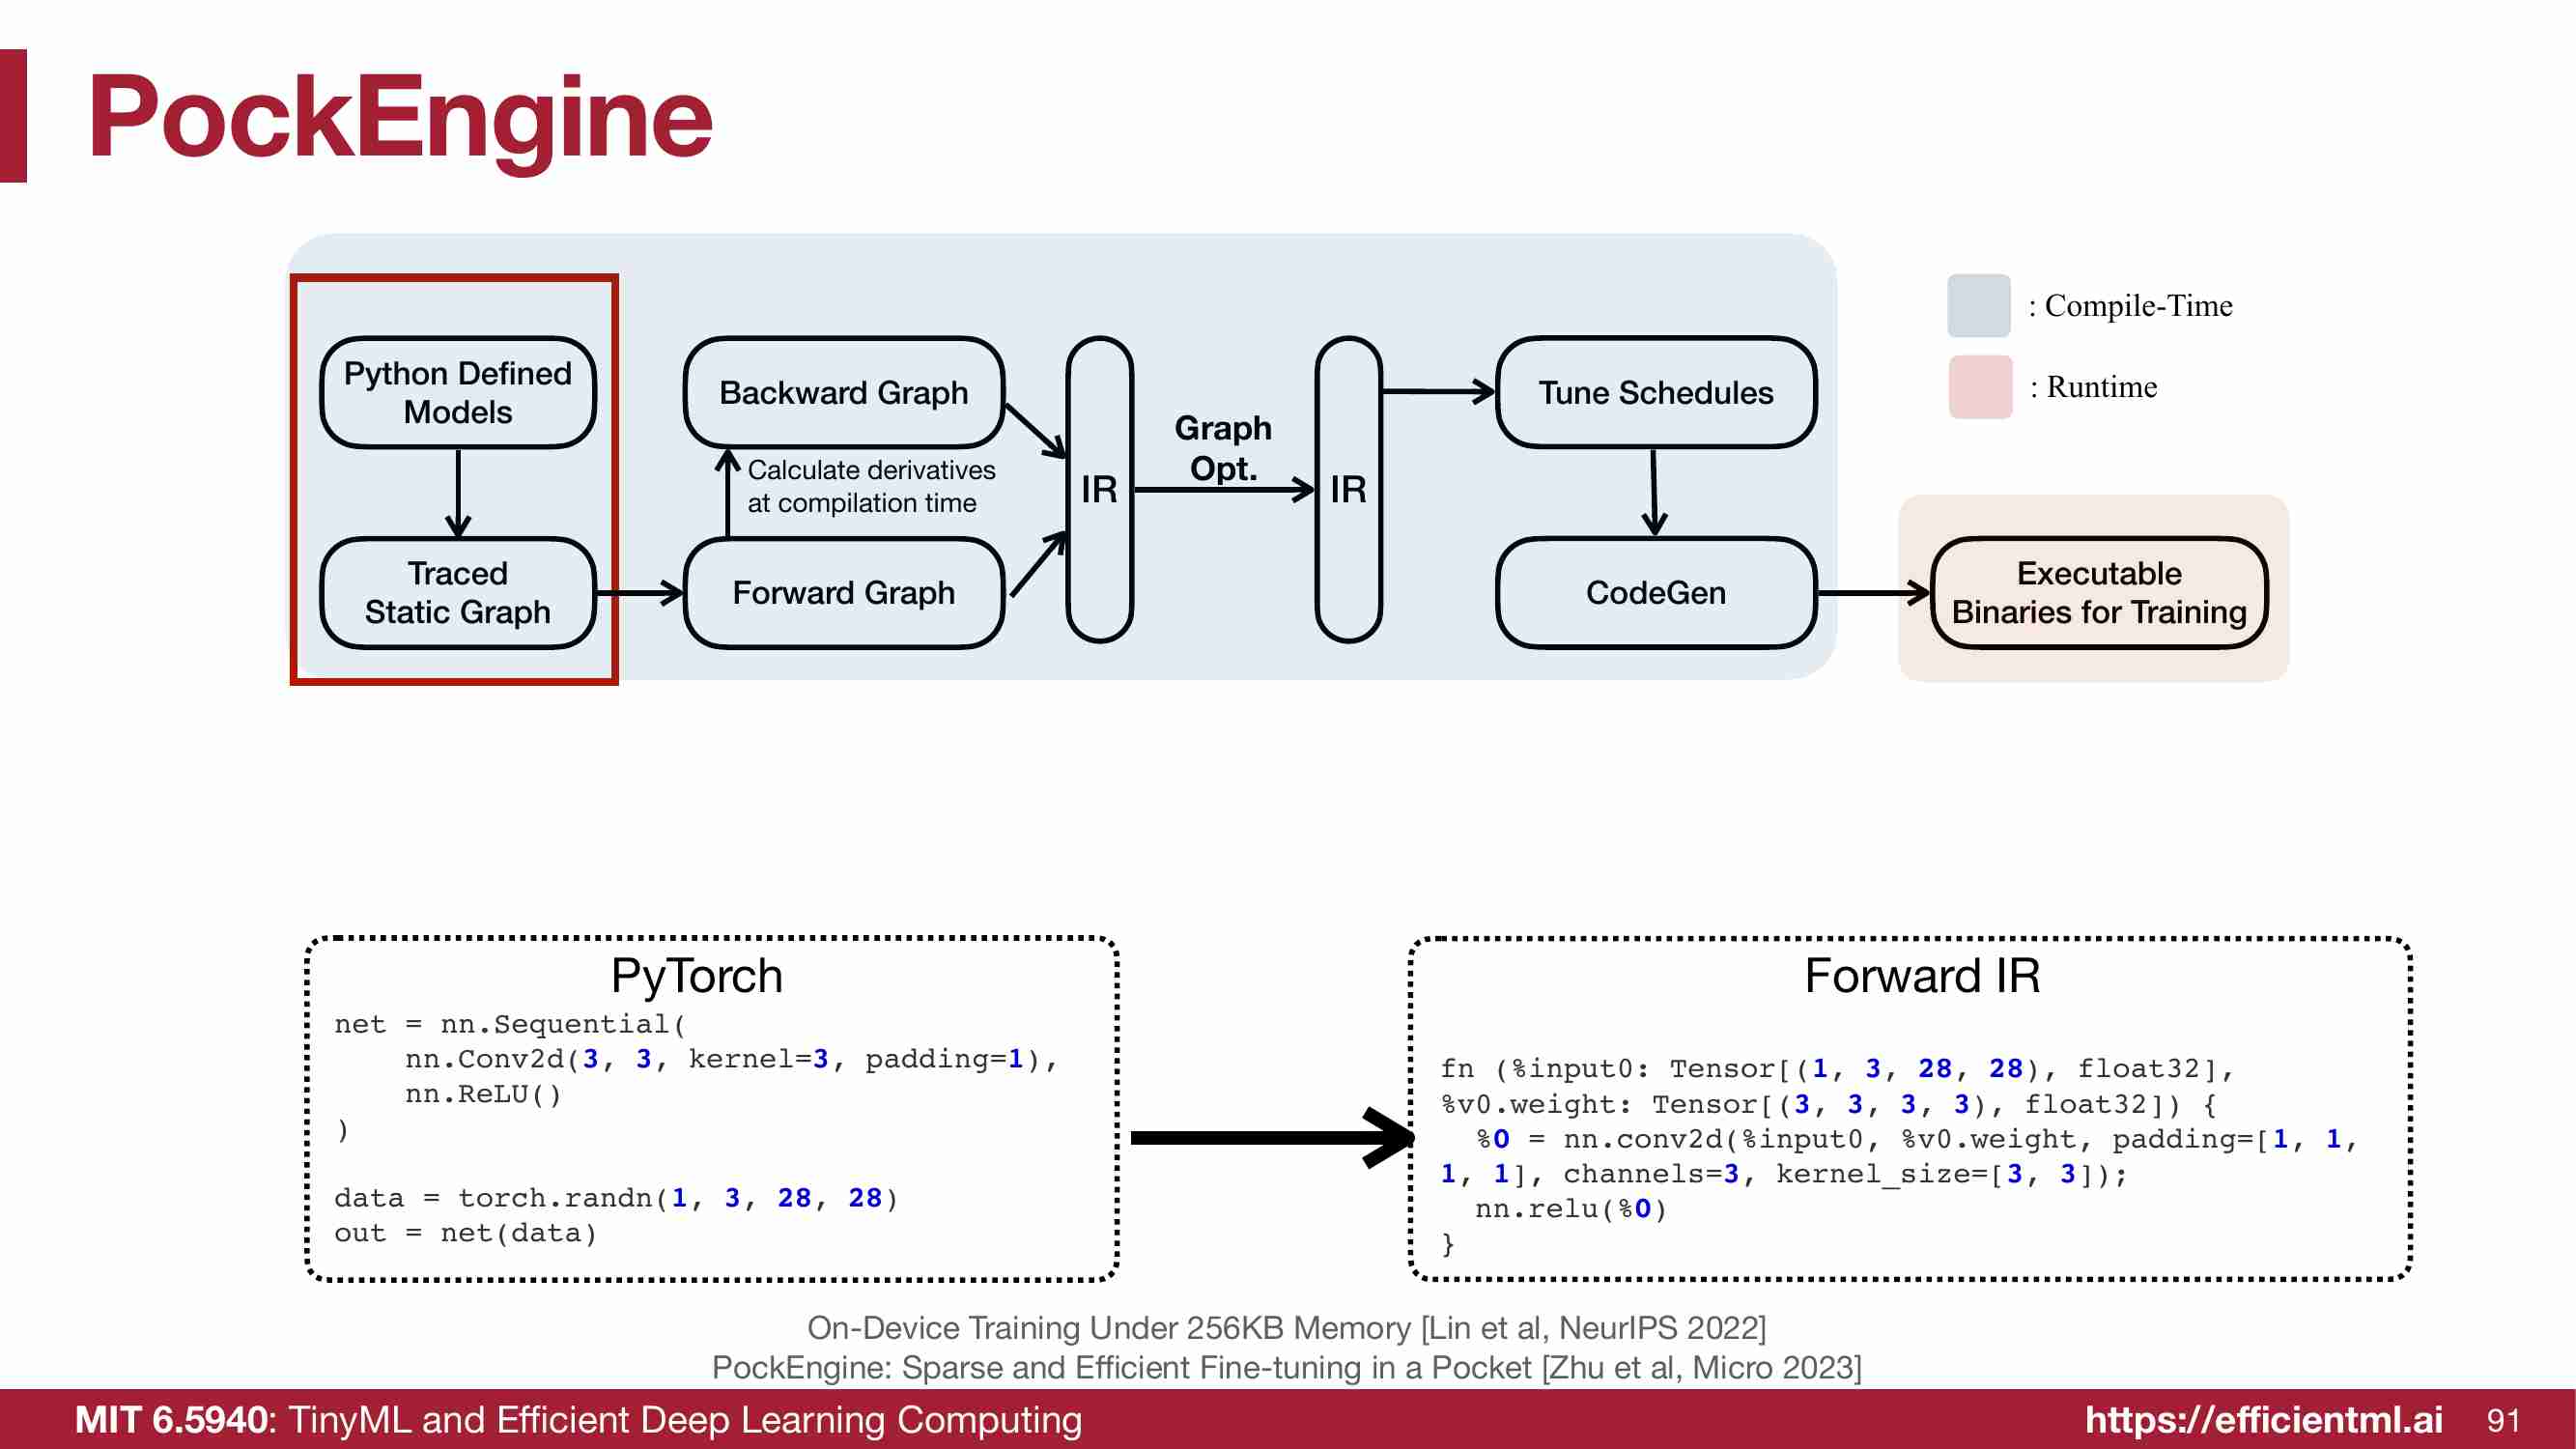 PockEngine
Python Defined
Models
Traced
Static Graph
Backward Graph
Calculate derivatives
at compilation time
Forward Graph
IR
Graph
Opt.
IR
Tune Schedules
CodeGen
Executable
Binaries for Training
: Compile-Time
: Runtime
PyTorch
net = nn.Sequential(
    nn.Conv2d(3, 3, kernel=3, padding=1),
    nn.ReLU()
)
data = torch.randn(1, 3, 28, 28)
out = net(data)
Forward IR
fn (%input0: Tensor[(1, 3, 28, 28), float32],
%v0.weight: Tensor[(3, 3, 3, 3), float32]) {
  %0 = nn.conv2d(%input0, %v0.weight, padding=[1, 1,
1, 1], channels=3, kernel_size=[3, 3]);
  nn.relu(%0)
}
On-Device Training Under 256KB Memory [Lin et al, NeurIPS 2022]
PockEngine: Sparse and Efficient Fine-tuning in a Pocket [Zhu et al, Micro 2023]
MIT 6.5940: TinyML and Efficient Deep Learning Computing
https://efficientml.ai
91